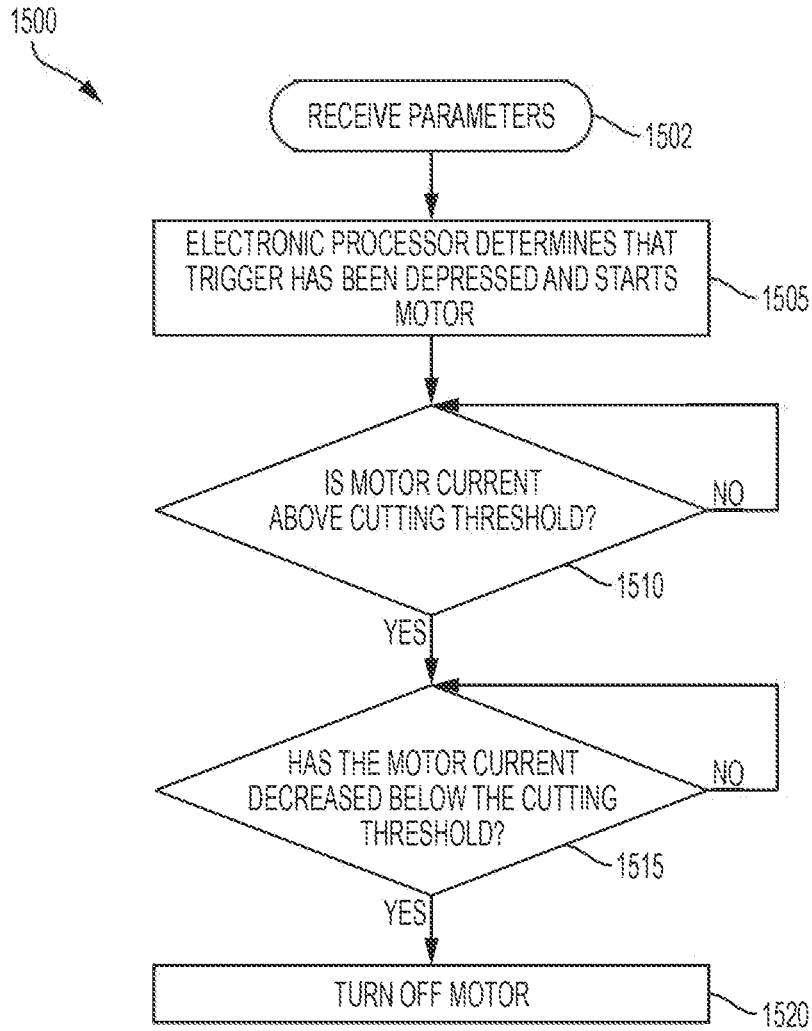 1500
RECEIVE PARAMETERS
1502
ELECTRONIC PROCESSOR DETERMINES THAT
TRIGGER HAS BEEN DEPRESSED AND STARTS
MOTOR
1505
IS MOTOR CURRENT
ABOVE CUTTING THRESHOLD?
NO
1510
YES
HAS THE MOTOR CURRENT
DECREASED BELOW THE CUTTING
THRESHOLD?
NO
1515
YES
TURN OFF MOTOR
1520